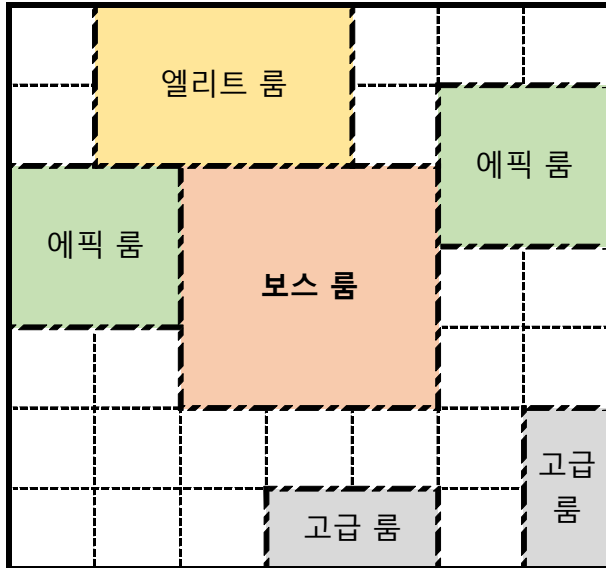 엘리트 룸
에픽 룸
에픽 룸
보스 룸
고급
룸
고급 룸